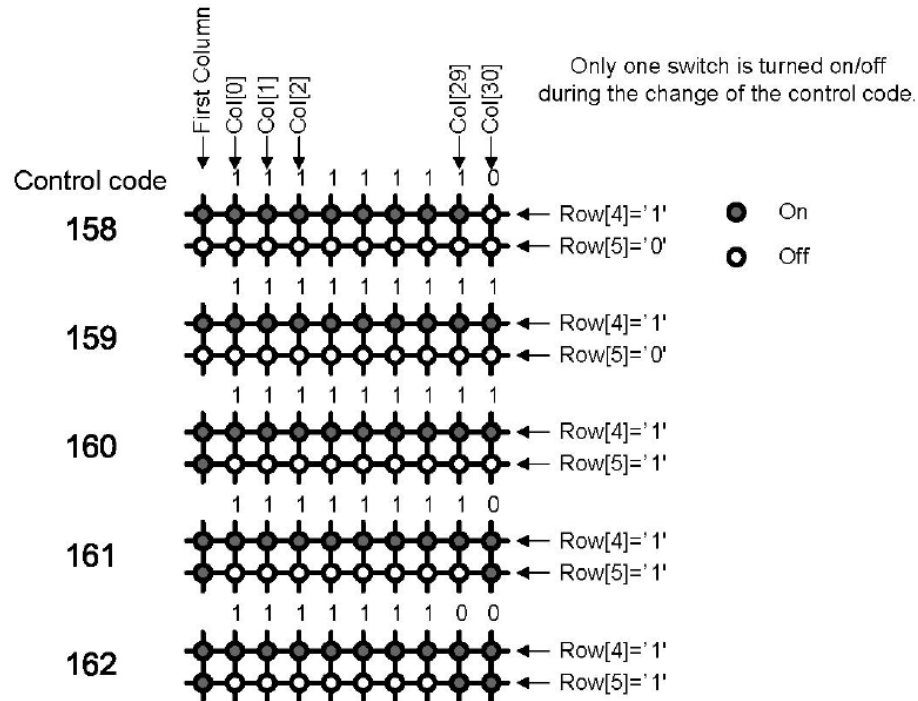 First Column
Col[0]
Col[1]
Col[2]
Col[29]
Col[30]
Only one switch is turned on/off
during the change of the control code.
Control code
1 1 1 1 1 1 1 1 0
158
Row[4]='1'
Row[5]='0'
On
Off
1 1 1 1 1 1 1 1 1
159
Row[4]='1'
Row[5]='0'
1 1 1 1 1 1 1 1 1
160
Row[4]='1'
Row[5]='1'
1 1 1 1 1 1 1 1 0
161
Row[4]='1'
Row[5]='1'
1 1 1 1 1 1 1 0 0
162
Row[4]='1'
Row[5]='1'